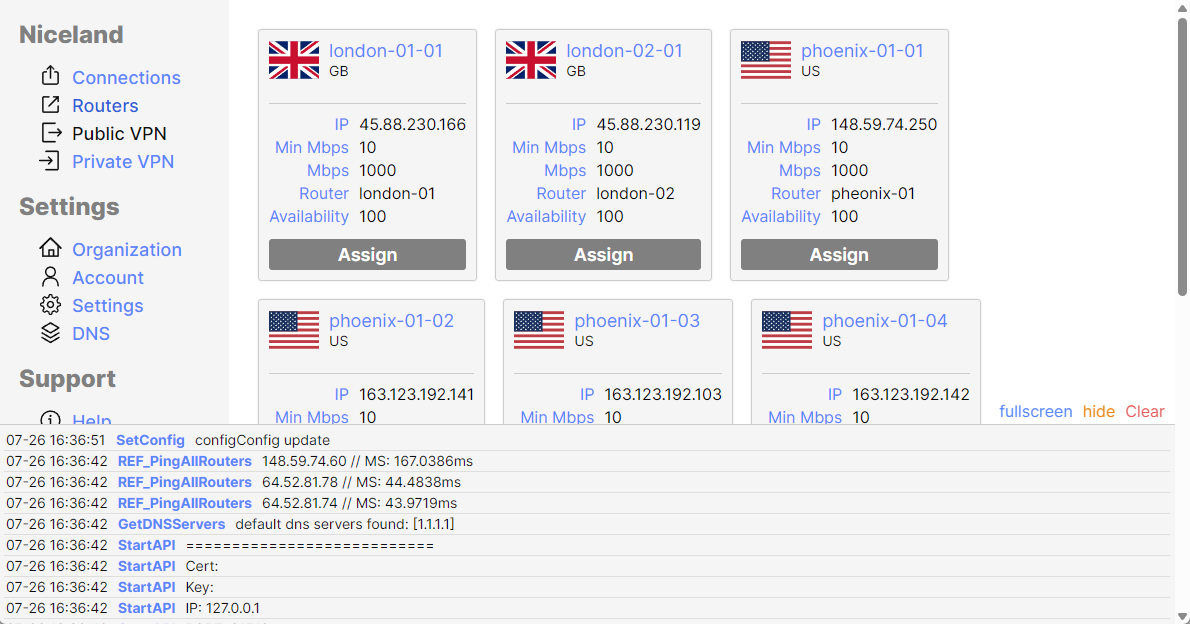 Niceland
Connections
Routers
Public VPN
Private VPN
Settings
Organization
Account
Settings
DNS
Support
Help
london-01-01
GB
IP 45.88.230.166
Min Mbps 10
Mbps 1000
Router london-01
Availability 100
Assign
london-02-01
GB
IP 45.88.230.119
Min Mbps 10
Mbps 1000
Router london-02
Availability 100
Assign
phoenix-01-01
US
IP 148.59.74.250
Min Mbps 10
Mbps 1000
Router pheonix-01
Availability 100
Assign
phoenix-01-02
US
IP 163.123.192.141
Min Mbps 10
phoenix-01-03
US
IP 163.123.192.103
Min Mbps 10
phoenix-01-04
US
IP 163.123.192.142
Min Mbps 10
fullscreen hide Clear
07-26 16:36:51 SetConfig configConfig update
07-26 16:36:42 REF_PingAllRouters 148.59.74.60 // MS: 167.0386ms
07-26 16:36:42 REF_PingAllRouters 64.52.81.78 // MS: 44.4838ms
07-26 16:36:42 REF_PingAllRouters 64.52.81.74 // MS: 43.9719ms
07-26 16:36:42 GetDNSServers default dns servers found: [1.1.1.1]
07-26 16:36:42 StartAPI ===========================
07-26 16:36:42 StartAPI Cert:
07-26 16:36:42 StartAPI Key:
07-26 16:36:42 StartAPI IP: 127.0.0.1